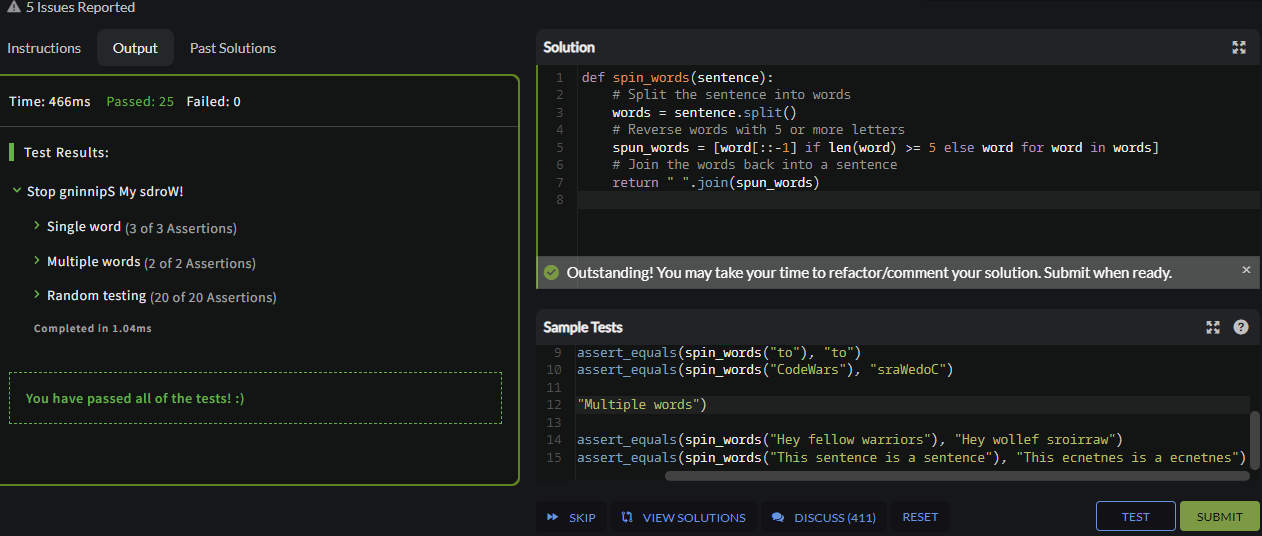 5 Issues Reported
Instructions Output Past Solutions
Time: 466ms Passed: 25 Failed: 0
Test Results:
Stop gninnipS My sdroW!
Single word (3 of 3 Assertions)
Multiple words (2 of 2 Assertions)
Random testing (20 of 20 Assertions)
Completed in 1.04ms
You have passed all of the tests! :)
Solution
1 def spin_words(sentence):
2     # Split the sentence into words
3     words = sentence.split()
4     # Reverse words with 5 or more letters
5     spun_words = [word[::-1] if len(word) >= 5 else word for word in words]
6     # Join the words back into a sentence
7     return " ".join(spun_words)
8
Outstanding! You may take your time to refactor/comment your solution. Submit when ready. ×
Sample Tests ?
9 assert_equals(spin_words("to"), "to")
10 assert_equals(spin_words("CodeWars"), "sraWedoC")
11
12 "Multiple words")
13
14 assert_equals(spin_words("Hey fellow warriors"), "Hey wollef sroirraw")
15 assert_equals(spin_words("This sentence is a sentence"), "This ecnetnes is a ecnetnes")
SKIP VIEW SOLUTIONS DISCUSS (411) RESET TEST SUBMIT